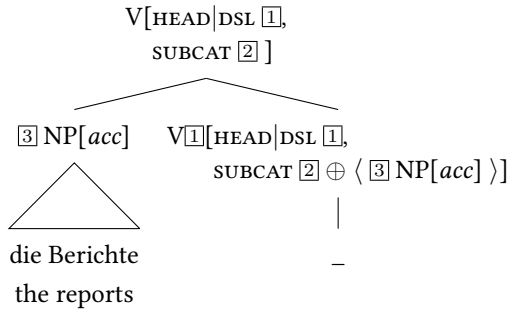 V[HEAD|DSL 1,
SUBCAT 2 ]
3 NP[acc] V1[HEAD|DSL 1,
SUBCAT 2 ⊕ ⟨ 3 NP[acc] ⟩]
die Berichte
the reports
_